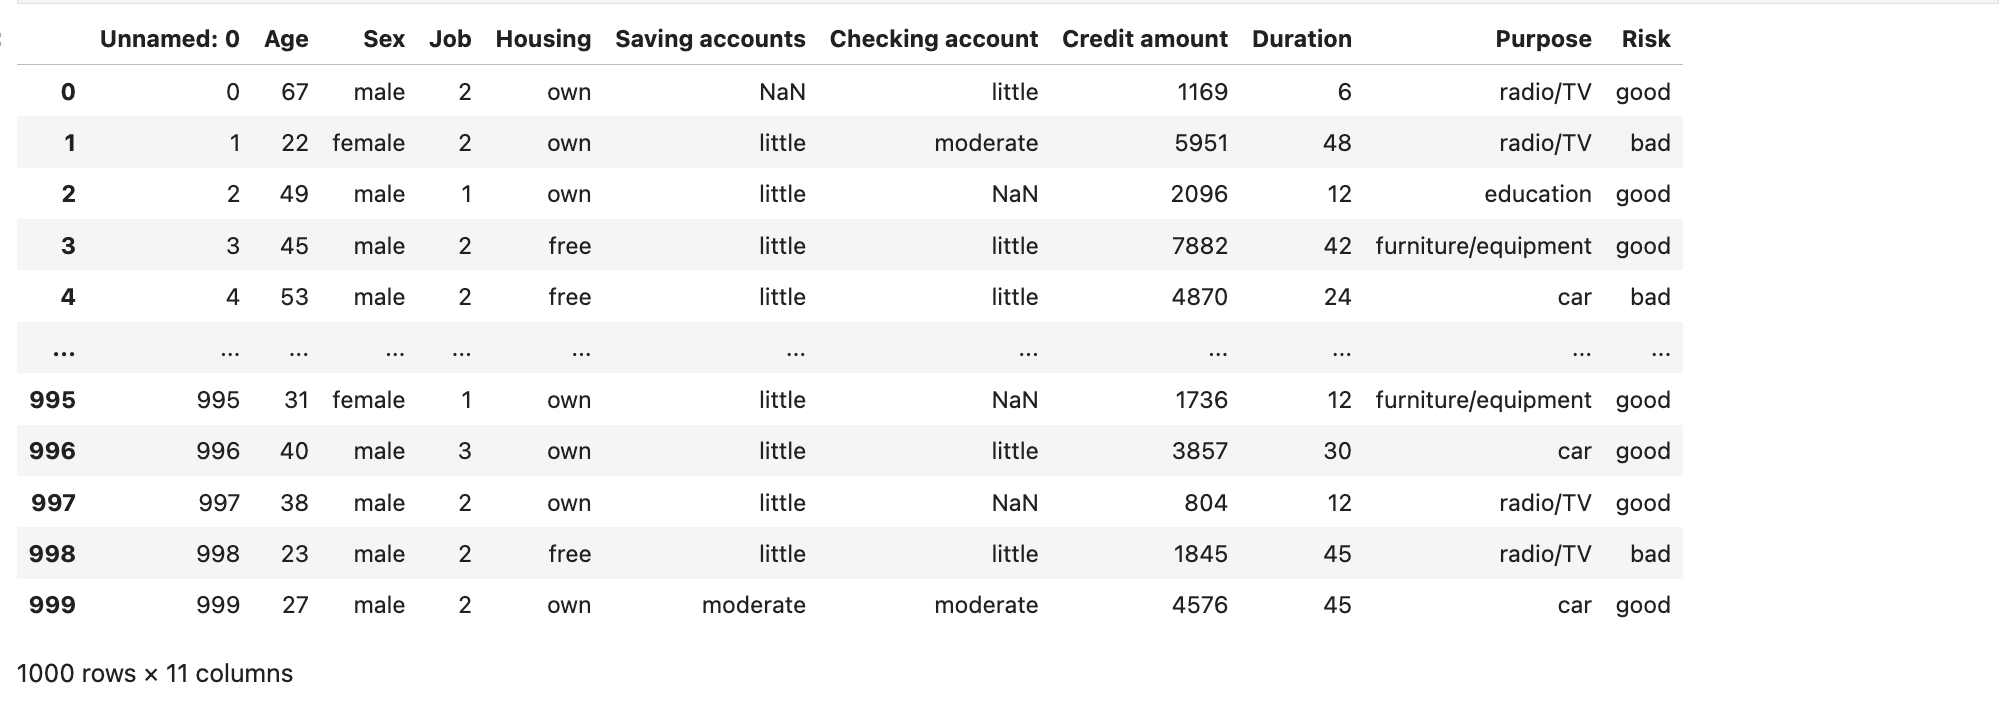 Unnamed: 0 Age Sex Job Housing Saving accounts Checking account Credit amount Duration Purpose Risk
0 0 67 male 2 own NaN little 1169 6 radio/TV good
1 1 22 female 2 own little moderate 5951 48 radio/TV bad
2 2 49 male 1 own little NaN 2096 12 education good
3 3 45 male 2 free little little 7882 42 furniture/equipment good
4 4 53 male 2 free little little 4870 24 car bad
... ... ... ... ... ... ... ... ... ... ... ...
995 995 31 female 1 own little NaN 1736 12 furniture/equipment good
996 996 40 male 3 own little little 3857 30 car good
997 997 38 male 2 own little NaN 804 12 radio/TV good
998 998 23 male 2 free little little 1845 45 radio/TV bad
999 999 27 male 2 own moderate moderate 4576 45 car good
1000 rows × 11 columns